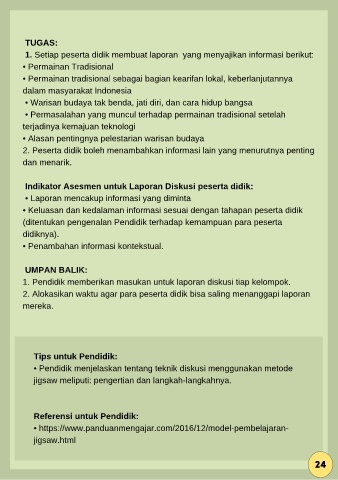 TUGAS:
1. Setiap peserta didik membuat laporan yang menyajikan informasi berikut:
• Permainan Tradisional
• Permainan tradisional sebagai bagian kearifan lokal, keberlanjutannya
dalam masyarakat Indonesia
• Warisan budaya tak benda, jati diri, dan cara hidup bangsa
• Permasalahan yang muncul terhadap permainan tradisional setelah
terjadinya kemajuan teknologi
• Alasan pentingnya pelestarian warisan budaya
2. Peserta didik boleh menambahkan informasi lain yang menurutnya penting
dan menarik.
Indikator Asesmen untuk Laporan Diskusi peserta didik:
• Laporan mencakup informasi yang diminta
• Keluasan dan kedalaman informasi sesuai dengan tahapan peserta didik
(ditentukan pengenalan Pendidik terhadap kemampuan para peserta
didiknya).
• Penambahan informasi kontekstual.
UMPAN BALIK:
1. Pendidik memberikan masukan untuk laporan diskusi tiap kelompok.
2. Alokasikan waktu agar para peserta didik bisa saling menanggapi laporan
mereka.
Tips untuk Pendidik:
• Pendidik menjelaskan tentang teknik diskusi menggunakan metode
jigsaw meliputi: pengertian dan langkah-langkahnya.
Referensi untuk Pendidik:
• https://www.panduanmengajar.com/2016/12/model-pembelajaran-
jigsaw.html
24